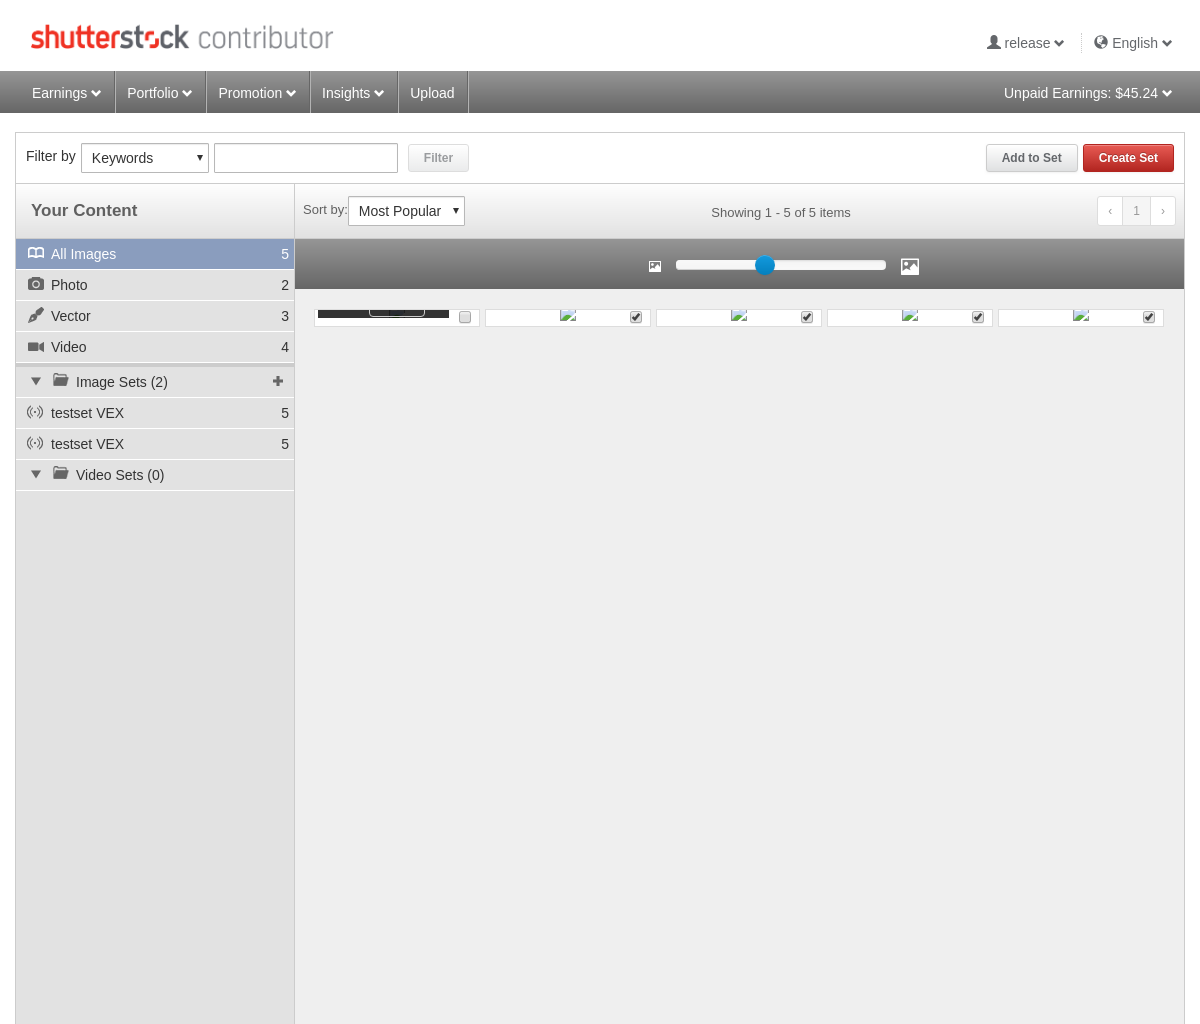 shutterstock contributor
release
English
Earnings
Portfolio
Promotion
Insights
Upload
Unpaid Earnings: $45.24
Filter by
Keywords
Filter
Add to Set
Create Set
Your Content
Sort by:
Most Popular
Showing 1 - 5 of 5 items
‹ 1 ›
All Images 5
Photo 2
Vector 3
Video 4
Image Sets (2)
testset VEX 5
testset VEX 5
Video Sets (0)